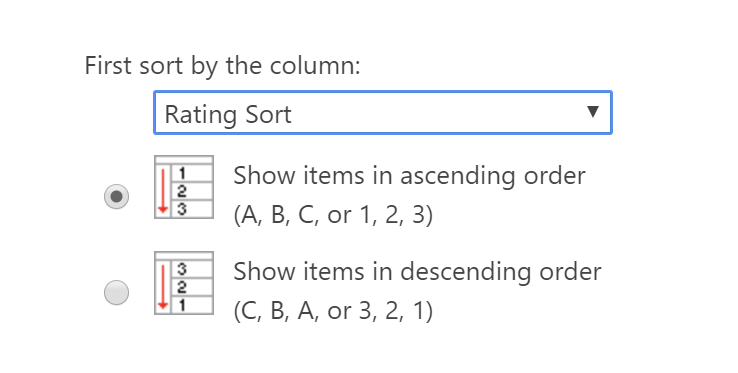 First sort by the column:
Rating Sort
1
2
3
Show items in ascending order
(A, B, C, or 1, 2, 3)
3
2
1
Show items in descending order
(C, B, A, or 3, 2, 1)